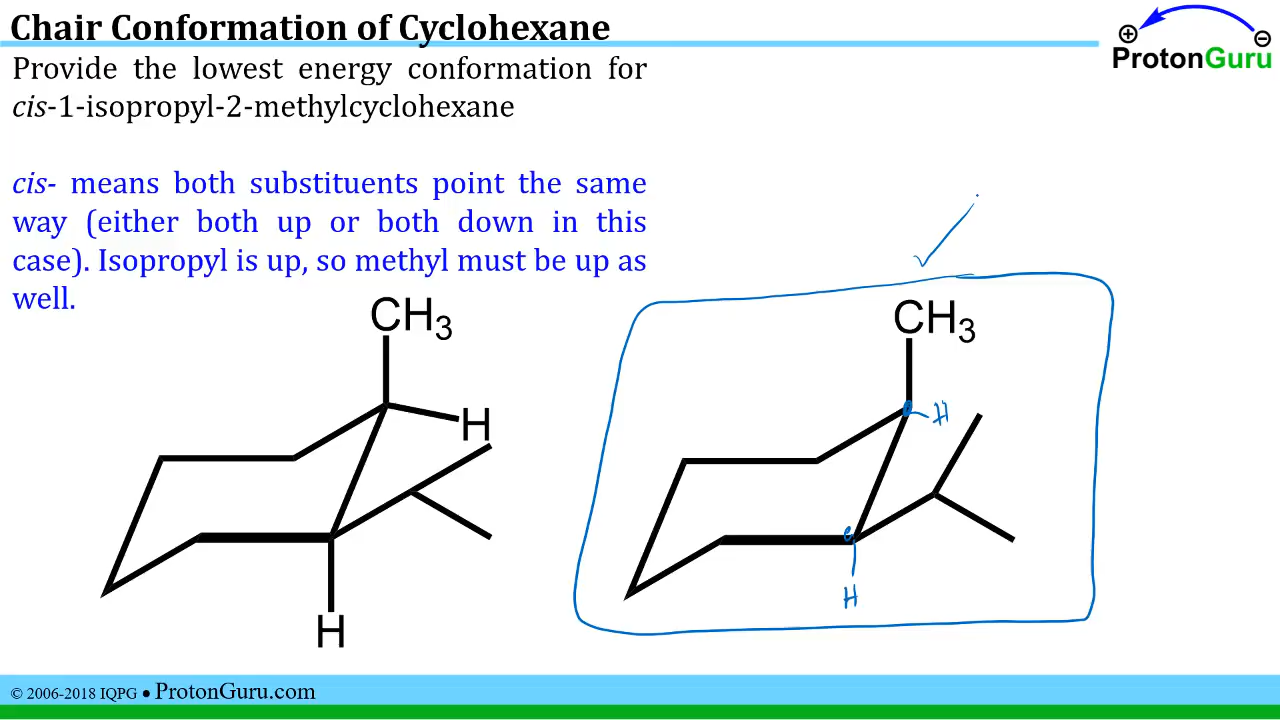 Chair Conformation of Cyclohexane
⊕ ⊖
ProtonGuru
Provide the lowest energy conformation for
cis-1-isopropyl-2-methylcyclohexane
cis- means both substituents point the same
way (either both up or both down in this
case). Isopropyl is up, so methyl must be up as
well.
CH3
H
H
CH3
H
H
© 2006-2018 IQPG ● ProtonGuru.com